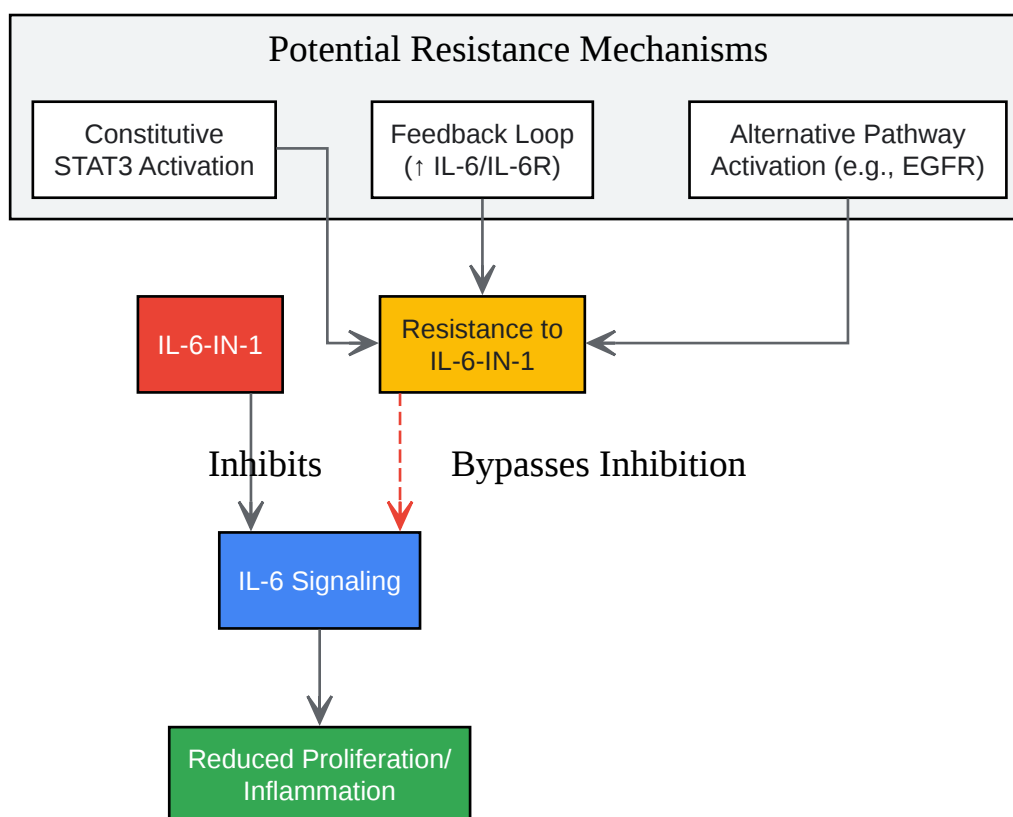 Potential Resistance Mechanisms
Constitutive
STAT3 Activation
Feedback Loop
(↑ IL-6/IL-6R)
Alternative Pathway
Activation (e.g., EGFR)
IL-6-IN-1
Resistance to
IL-6-IN-1
Inhibits
Bypasses Inhibition
IL-6 Signaling
Reduced Proliferation/
Inflammation